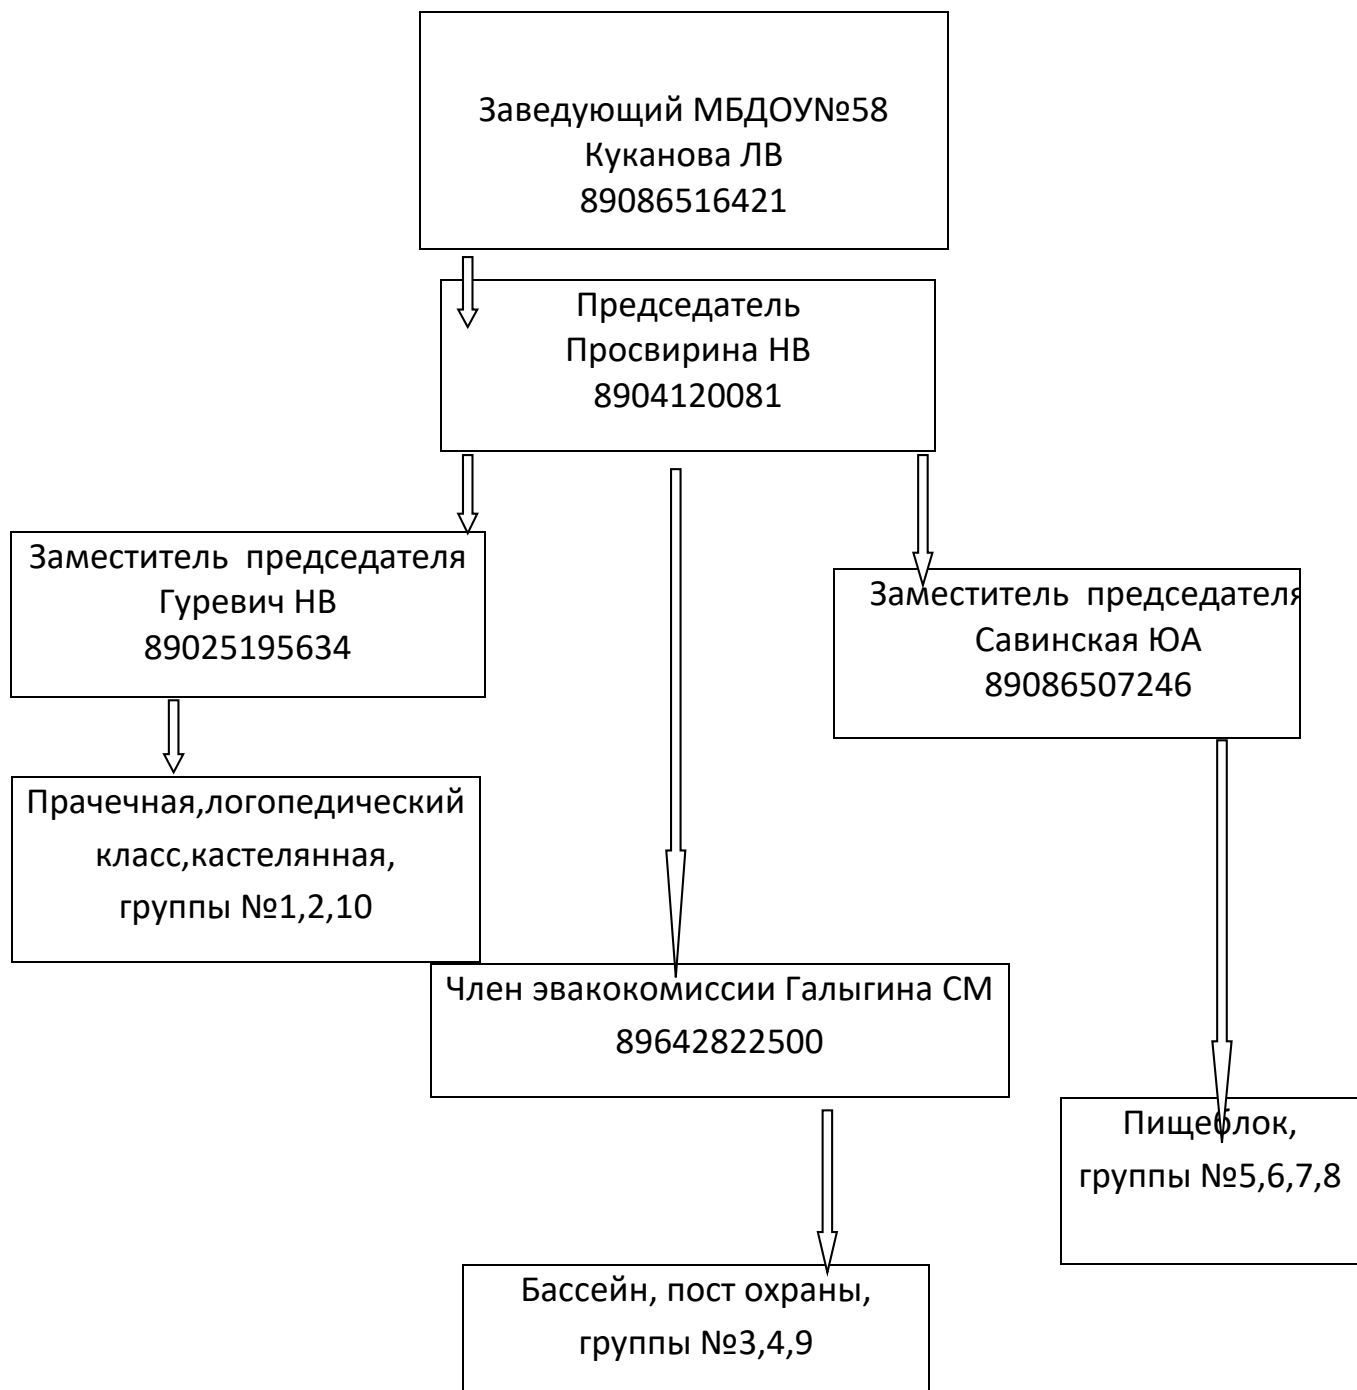 Заведующий МБДОУ№58
Куканова ЛВ
89086516421
Председатель
Просвирина НВ
8904120081
Заместитель  председателя
Гуревич НВ
89025195634
Заместитель  председателя
Савинская ЮА
89086507246
Прачечная,логопедический
класс,кастелянная,
группы №1,2,10
Член эвакокомиссии Галыгина СМ
89642822500
Пищеблок,
группы №5,6,7,8
Бассейн, пост охраны,
группы №3,4,9